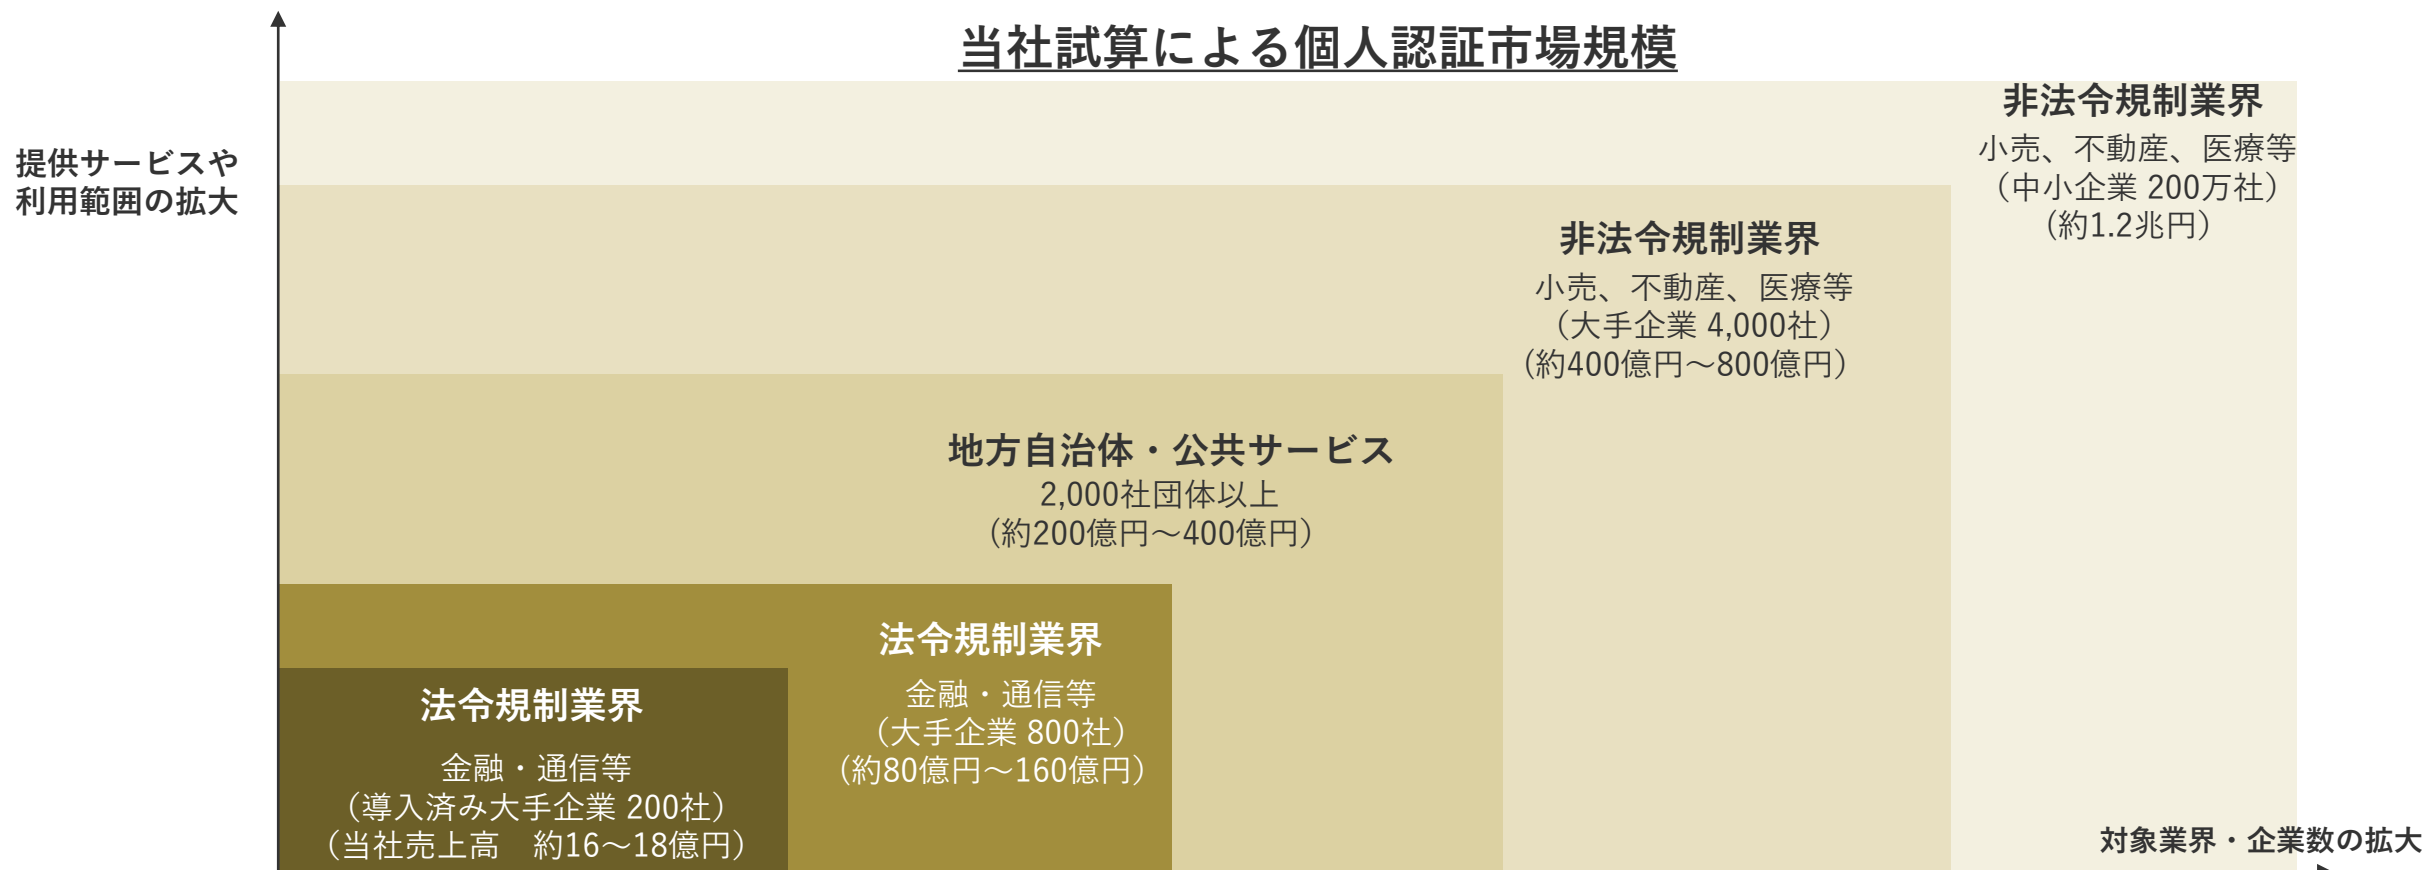 当社試算による個人認証市場規模
提供サービスや
利用範囲の拡大
非法令規制業界
小売、不動産、医療等
（中小企業 200万社）
（約1.2兆円）
非法令規制業界
小売、不動産、医療等
（大手企業 4,000社）
（約400億円〜800億円）
地方自治体・公共サービス
2,000社団体以上
（約200億円〜400億円）
法令規制業界
金融・通信等
（大手企業 800社）
（約80億円〜160億円）
法令規制業界
金融・通信等
（導入済み大手企業 200社）
（当社売上高　約16〜18億円）
対象業界・企業数の拡大